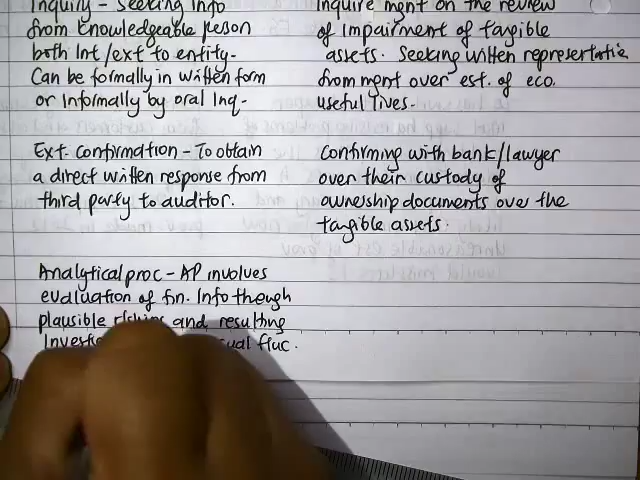 Inquiry - Seeking Info
from knowledgeable person
both Int/ext to entity.
Can be formally in written form
or informally by oral Inq.
Inquire mgnt on the review
of impairment of tangible
assets. Seeking written representatio
from mgnt over est. of eco.
useful lives.
Ext. confirmation - To obtain
a direct written response from
third party to auditor.
Confirming with bank/lawyer
over their custody of
ownership documents over the
tangible assets.
Analytical proc - AP involves
evaluation of fin. Info though
plausible and resulting
fluc.